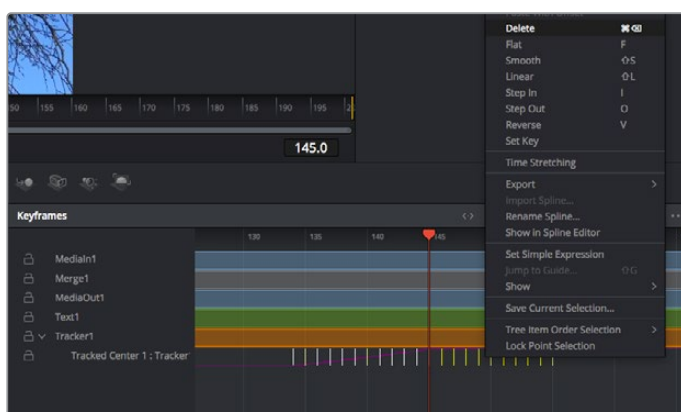 Delete ⌘⌫
Flat F
Smooth ⇧S
Linear ⇧L
Step In I
Step Out O
Reverse V
Set Key
Time Stretching
50 155 160 165 170 175 180 185 190 195
145.0
Export >
Import Spline...
Rename Spline...
Show in Spline Editor
Keyframes <>
130 135 140 145
Set Simple Expression
Jump to Guide... ⇧G
Show >
Save Current Selection...
Tree Item Order Selection >
Lock Point Selection
MediaIn1
Merge1
MediaOut1
Text1
Tracker1
Tracked Center 1 : Tracker